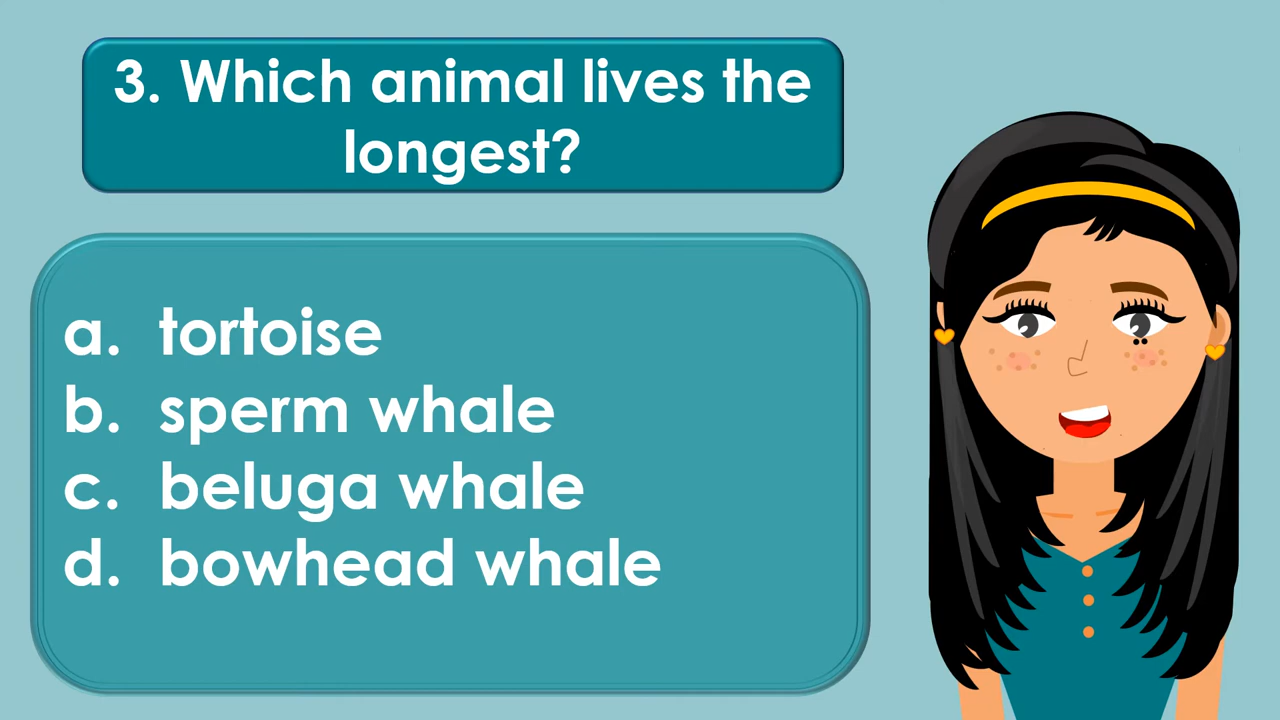 3. Which animal lives the
longest?
a. tortoise
b. sperm whale
c. beluga whale
d. bowhead whale